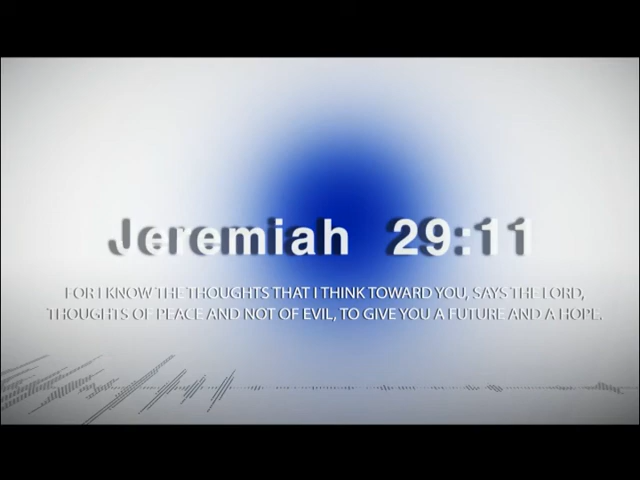 Jeremiah 29:11
FOR I KNOW THE THOUGHTS THAT I THINK TOWARD YOU, SAYS THE LORD,
THOUGHTS OF PEACE AND NOT OF EVIL, TO GIVE YOU A FUTURE AND A HOPE.